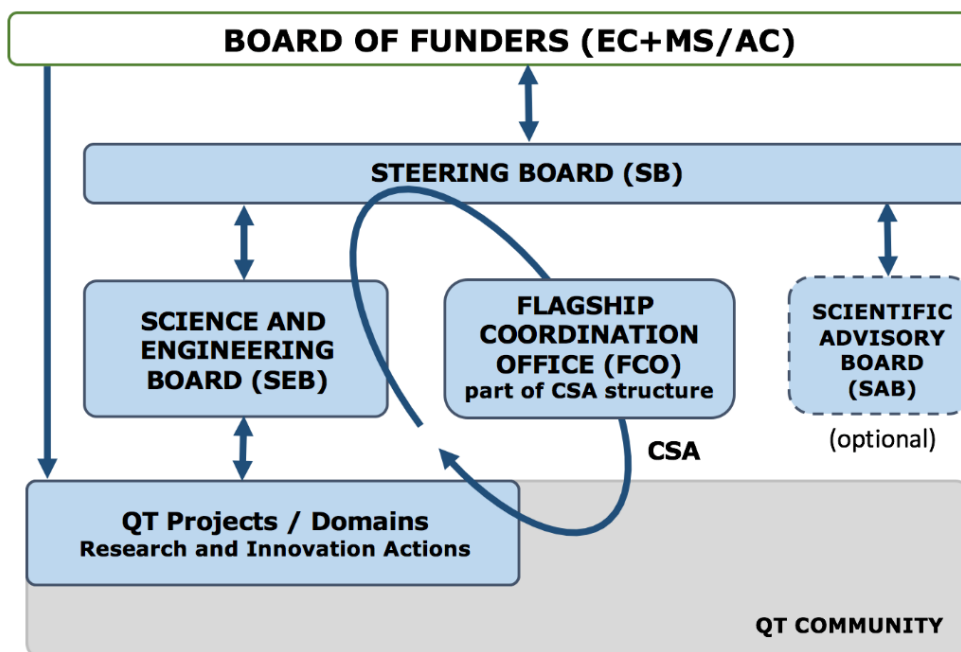 BOARD OF FUNDERS (EC+MS/AC)
STEERING BOARD (SB)
SCIENCE AND
ENGINEERING
BOARD (SEB)
FLAGSHIP
COORDINATION
OFFICE (FCO)
part of CSA structure
SCIENTIFIC
ADVISORY
BOARD
(SAB)
(optional)
CSA
QT Projects / Domains
Research and Innovation Actions
QT COMMUNITY